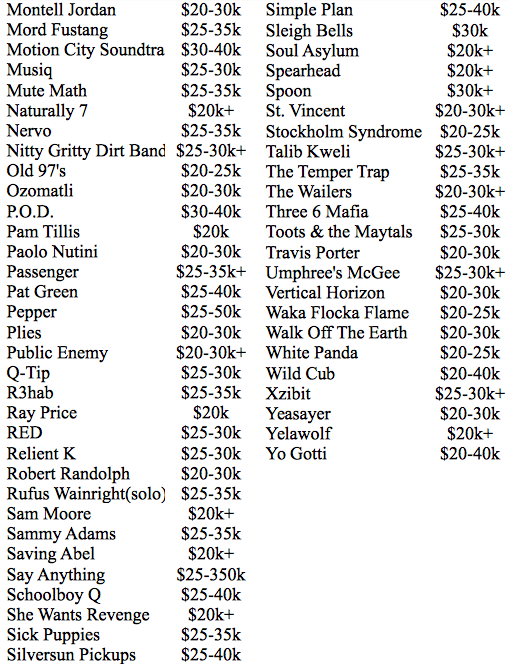 Montell Jordan $20-30k
Mord Fustang $25-35k
Motion City Soundtra $30-40k
Musiq $25-30k
Mute Math $25-35k
Naturally 7 $20k+
Nervo $25-35k
Nitty Gritty Dirt Band $25-30k+
Old 97's $20-25k
Ozomatli $20-30k
P.O.D. $30-40k
Pam Tillis $20k
Paolo Nutini $20-30k
Passenger $25-35k+
Pat Green $25-40k
Pepper $25-50k
Plies $20-30k
Public Enemy $20-30k+
Q-Tip $25-30k
R3hab $25-35k
Ray Price $20k
RED $25-30k
Relient K $25-30k
Robert Randolph $20-30k
Rufus Wainright(solo) $25-35k
Sam Moore $20k+
Sammy Adams $25-35k
Saving Abel $20k+
Say Anything $25-350k
Schoolboy Q $25-40k
She Wants Revenge $20k+
Sick Puppies $25-35k
Silversun Pickups $25-40k
Simple Plan $25-40k
Sleigh Bells $30k
Soul Asylum $20k+
Spearhead $20k+
Spoon $30k+
St. Vincent $20-30k+
Stockholm Syndrome $20-25k
Talib Kweli $25-30k+
The Temper Trap $25-35k
The Wailers $20-30k+
Three 6 Mafia $25-40k
Toots & the Maytals $25-30k
Travis Porter $20-30k
Umphree's McGee $25-30k+
Vertical Horizon $20-30k
Waka Flocka Flame $20-25k
Walk Off The Earth $20-30k
White Panda $20-25k
Wild Cub $20-40k
Xzibit $25-30k+
Yeasayer $20-30k
Yelawolf $20k+
Yo Gotti $20-40k